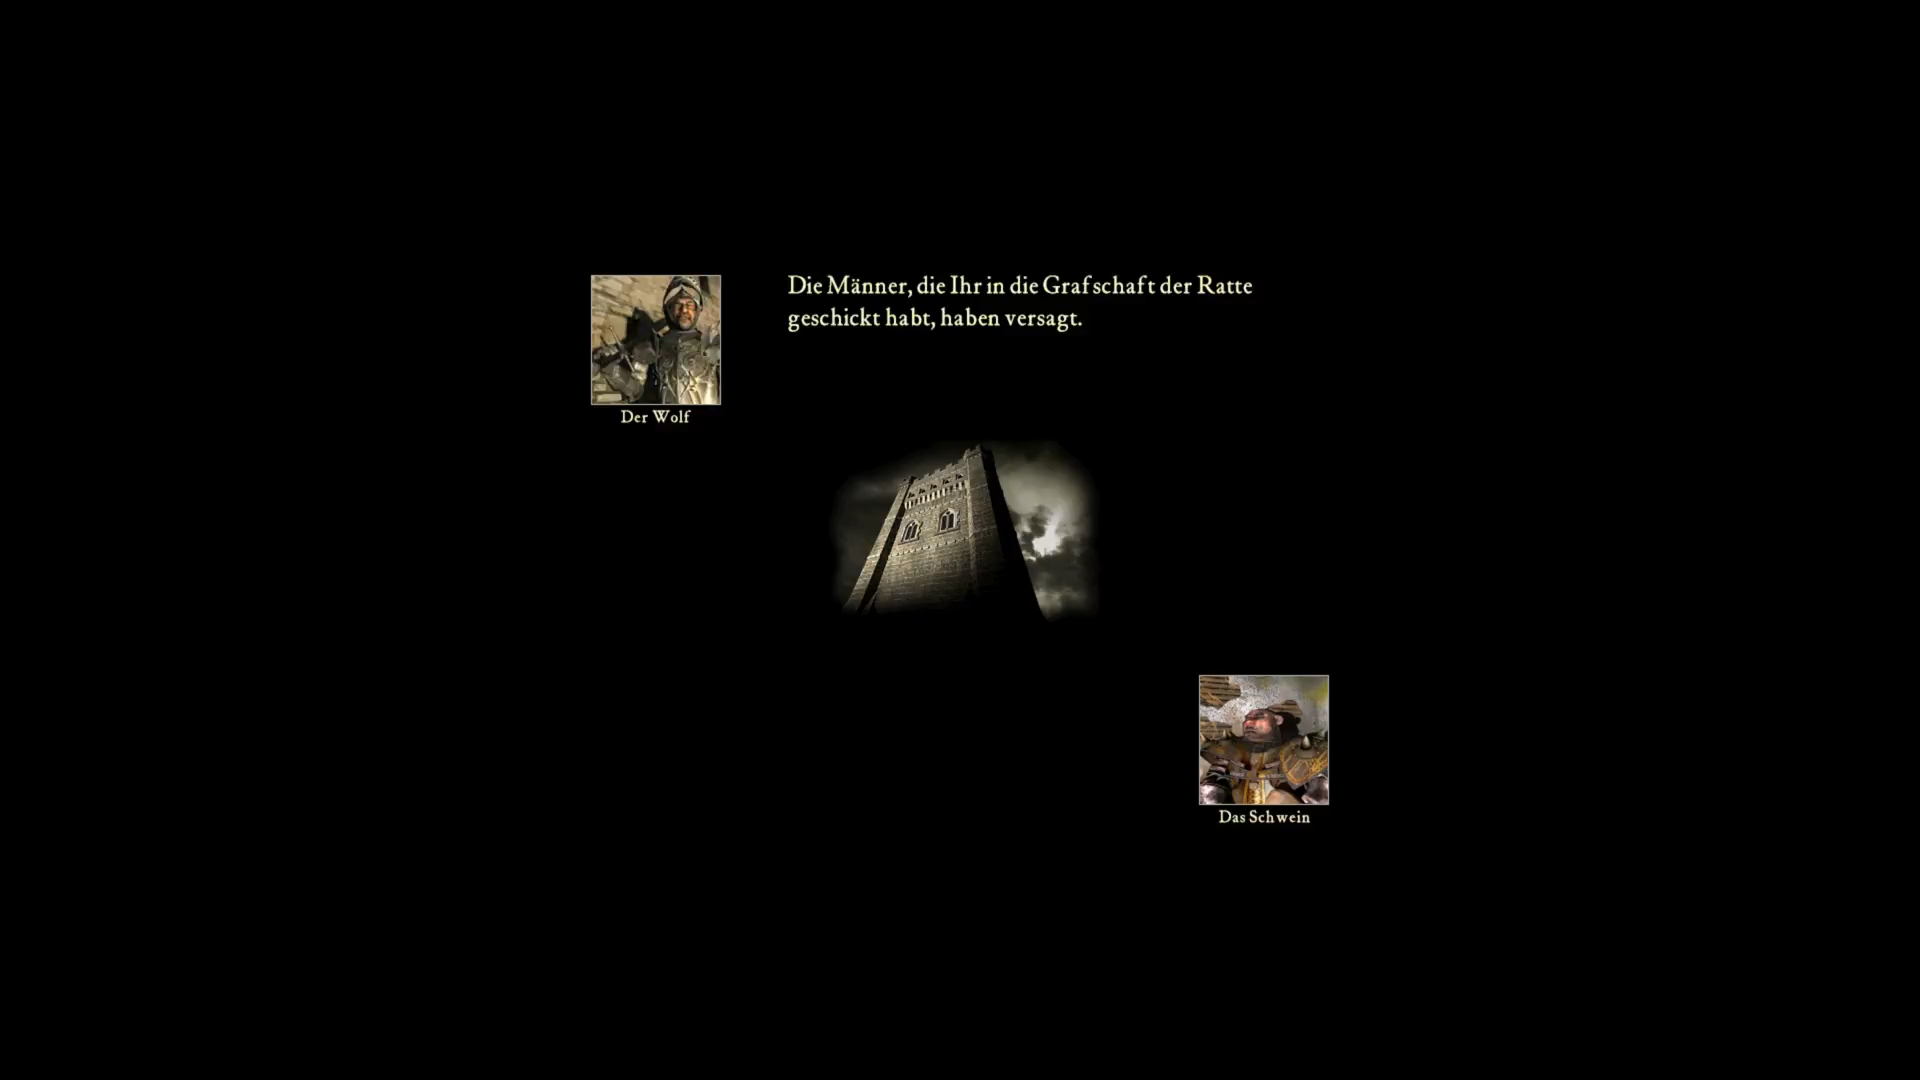 Die Männer, die Ihr in die Grafschaft der Ratte
geschickt habt, haben versagt.
Der Wolf
Das Schwein